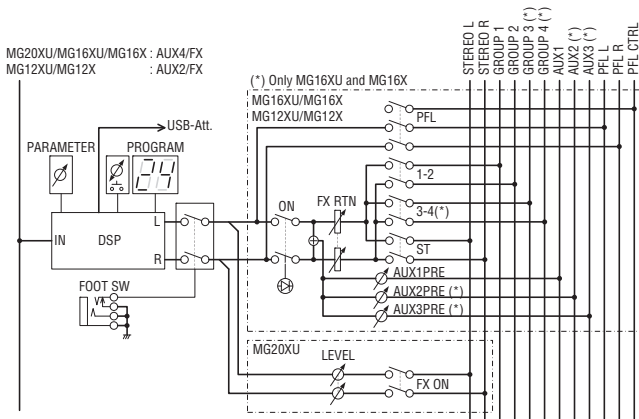 MG20XU/MG16XU/MG16X : AUX4/FX
MG12XU/MG12X : AUX2/FX
STEREO L
STEREO R
GROUP 1
GROUP 2
GROUP 3 (*)
GROUP 4 (*)
AUX1
AUX2 (*)
AUX3 (*)
PFL L
PFL R
PFL CTRL
(*) Only MG16XU and MG16X
MG16XU/MG16X
MG12XU/MG12X
PFL
USB-Att.
PARAMETER
PROGRAM
24
1-2
ON
FX RTN
3-4(*)
L
IN
DSP
R
ST
AUX1PRE
FOOT SW
AUX2PRE (*)
AUX3PRE (*)
MG20XU
LEVEL
FX ON